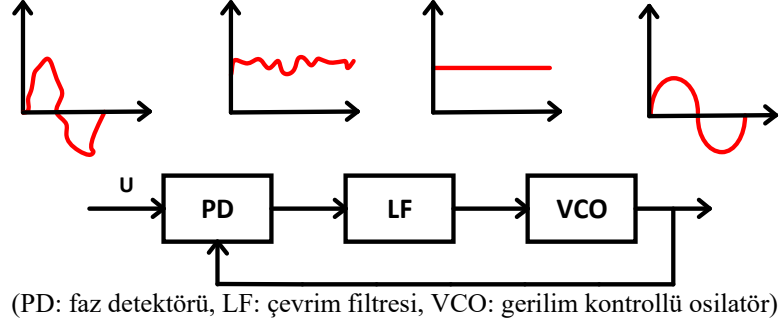 U
PD LF VCO
(PD: faz detektörü, LF: çevrim filtresi, VCO: gerilim kontrollü osilatör)